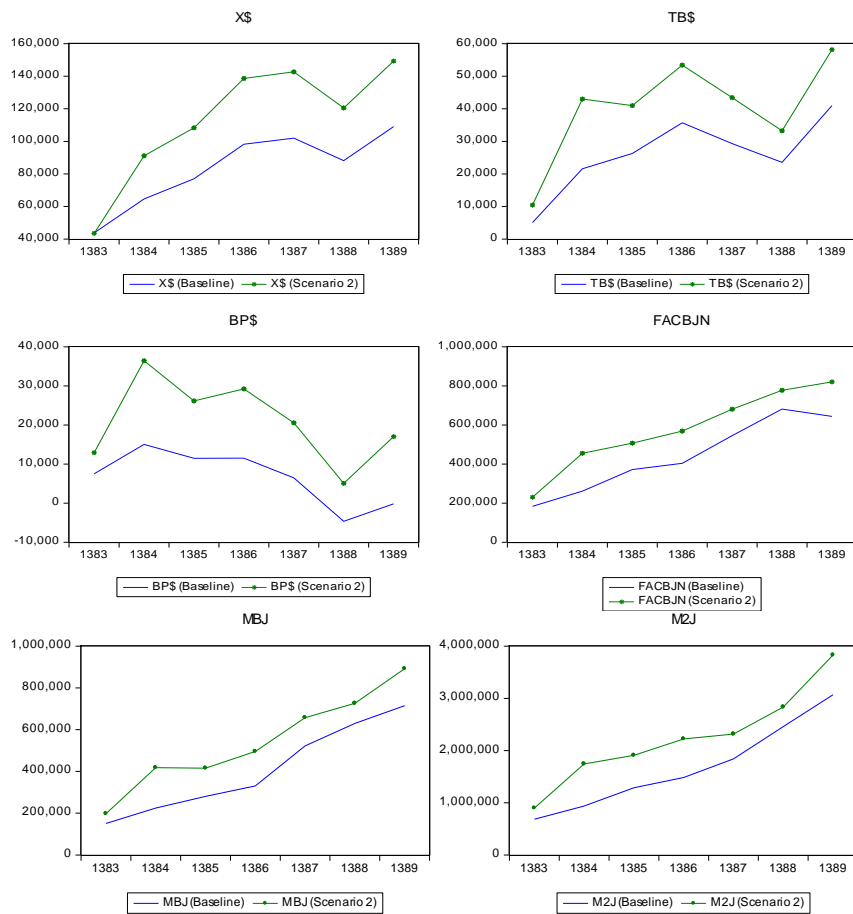 X$
160,000
140,000
120,000
100,000
80,000
60,000
40,000
1383 1384 1385 1386 1387 1388 1389
X$ (Baseline) X$ (Scenario 2)
TB$
60,000
50,000
40,000
30,000
20,000
10,000
0
1383 1384 1385 1386 1387 1388 1389
TB$ (Baseline) TB$ (Scenario 2)
BP$
40,000
30,000
20,000
10,000
0
-10,000
1383 1384 1385 1386 1387 1388 1389
BP$ (Baseline) BP$ (Scenario 2)
FACBJN
1,000,000
800,000
600,000
400,000
200,000
0
1383 1384 1385 1386 1387 1388 1389
FACBJN (Baseline)
FACBJN (Scenario 2)
MBJ
1,000,000
800,000
600,000
400,000
200,000
0
1383 1384 1385 1386 1387 1388 1389
MBJ (Baseline) MBJ (Scenario 2)
M2J
4,000,000
3,000,000
2,000,000
1,000,000
0
1383 1384 1385 1386 1387 1388 1389
M2J (Baseline) M2J (Scenario 2)